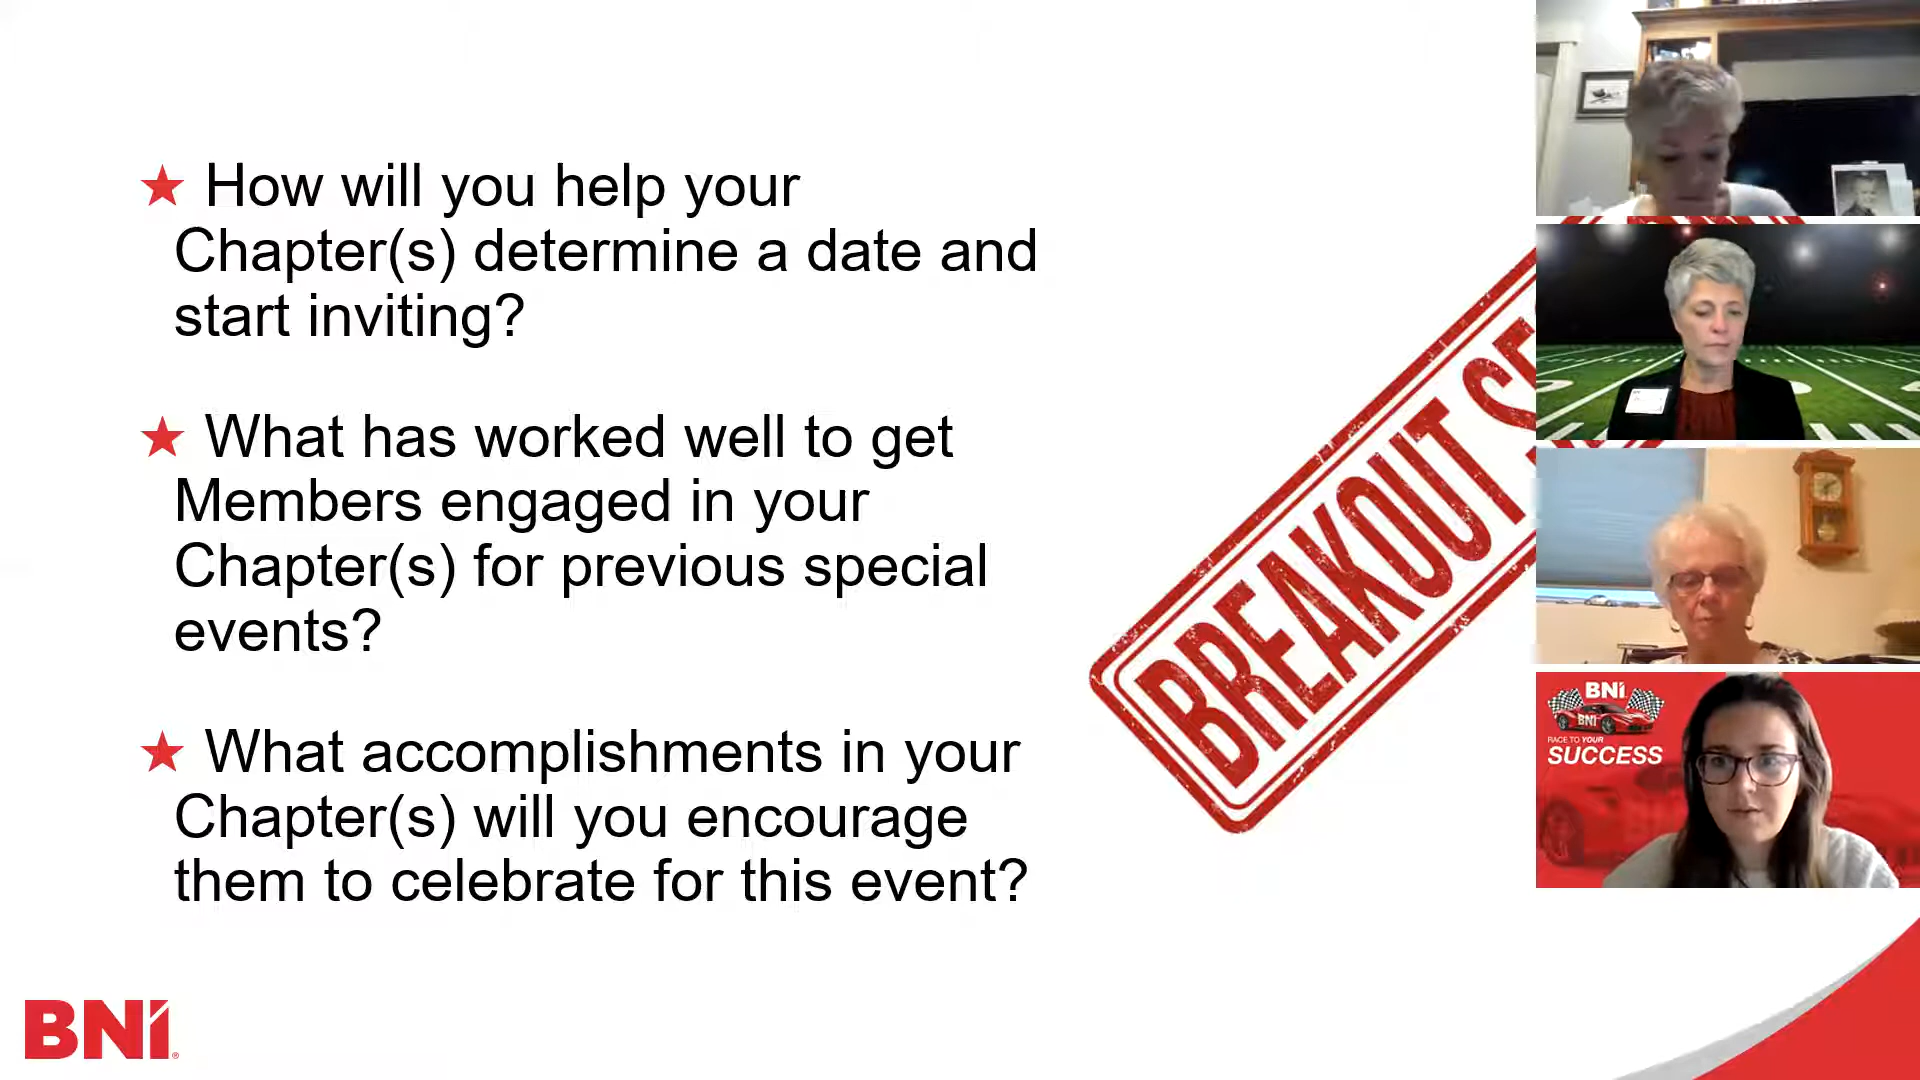 ★ How will you help your
Chapter(s) determine a date and
start inviting?
★ What has worked well to get
Members engaged in your
Chapter(s) for previous special
events?
★ What accomplishments in your
Chapter(s) will you encourage
them to celebrate for this event?
BREAKOUT SE
BNI
BNI
RACE TO YOUR
SUCCESS
BNI®